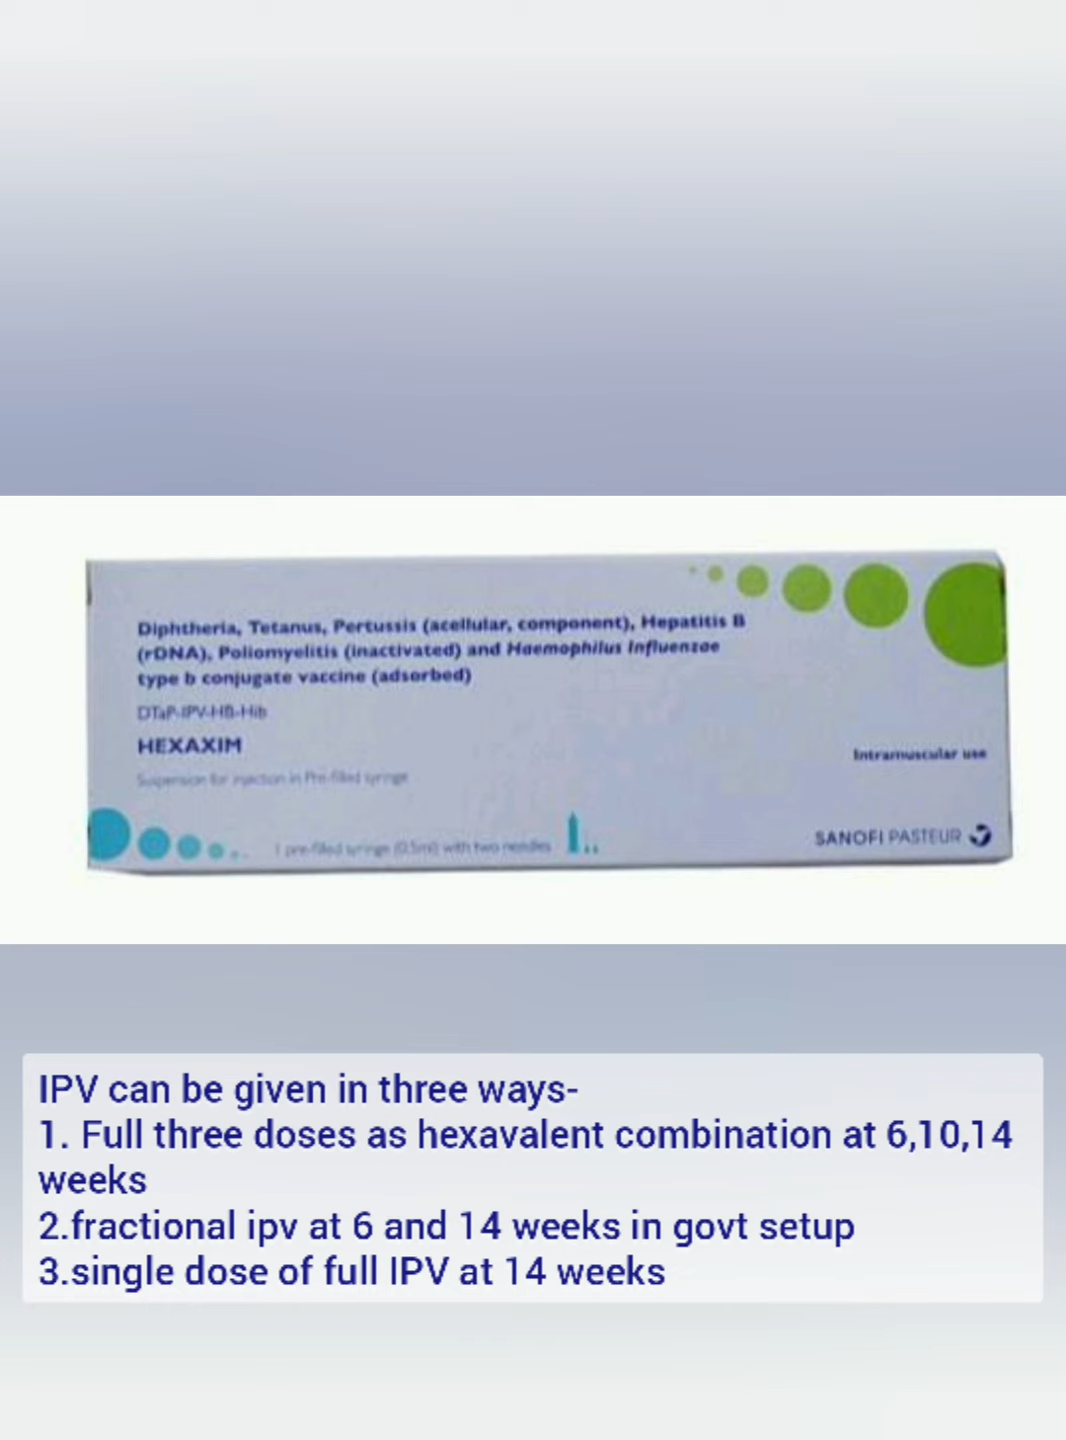 Diphtheria, Tetanus, Pertussis (acellular, component), Hepatitis B
(rDNA), Poliomyelitis (inactivated) and Haemophilus Influenzae
type b conjugate vaccine (adsorbed)
DTaP-IPV-HB-Hib
HEXAXIM
Intramuscular use
Suspension for injection in Pre-filled syringe
1 pre-filled syringe (0.5ml) with two needles
SANOFI PASTEUR
IPV can be given in three ways-
1. Full three doses as hexavalent combination at 6,10,14
weeks
2.fractional ipv at 6 and 14 weeks in govt setup
3.single dose of full IPV at 14 weeks